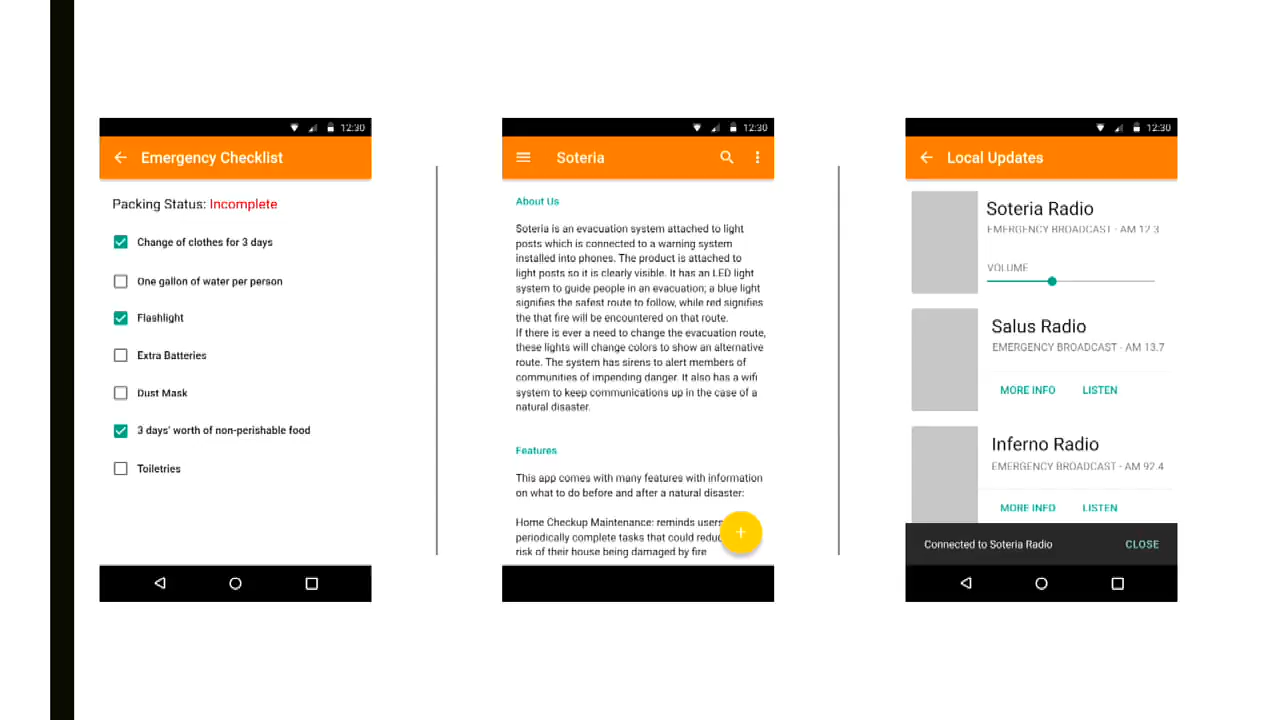 12:30
Emergency Checklist
Packing Status: Incomplete
Change of clothes for 3 days
One gallon of water per person
Flashlight
Extra Batteries
Dust Mask
3 days' worth of non-perishable food
Toiletries
12:30
Soteria
About Us
Soteria is an evacuation system attached to light
posts which is connected to a warning system
installed into phones. The product is attached to
light posts so it is clearly visible. It has an LED light
system to guide people in an evacuation; a blue light
signifies the safest route to follow, while red signifies
the that fire will be encountered on that route.
If there is ever a need to change the evacuation route,
these lights will change colors to show an alternative
route. The system has sirens to alert members of
communities of impending danger. It also has a wifi
system to keep communications up in the case of a
natural disaster.
Features
This app comes with many features with information
on what to do before and after a natural disaster:
Home Checkup Maintenance: reminds users
periodically complete tasks that could
risk of their house being damaged by fire
12:30
Local Updates
Soteria Radio
EMERGENCY BROADCAST - AM 12.3
VOLUME
Salus Radio
EMERGENCY BROADCAST - AM 13.7
MORE INFO LISTEN
Inferno Radio
EMERGENCY BROADCAST - AM 92.4
MORE INFO LISTEN
Connected to Soteria Radio CLOSE